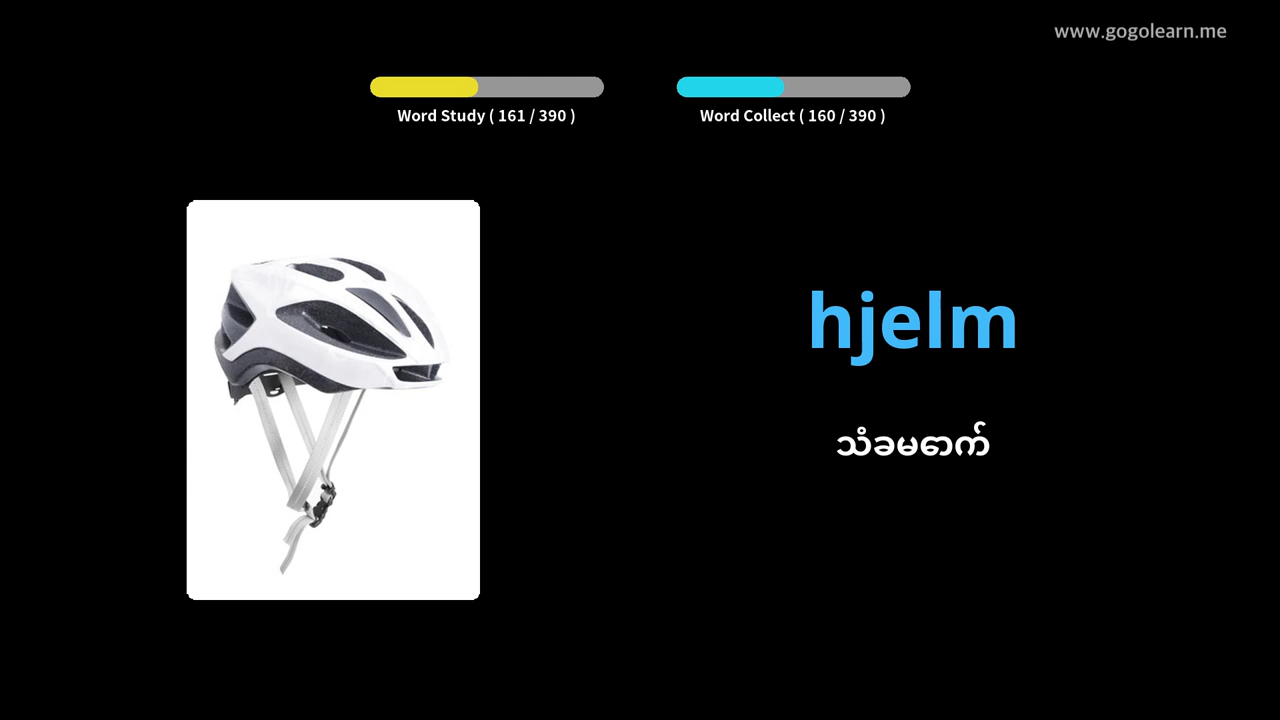 www.gogolearn.me
Word Study ( 161 / 390 )
Word Collect ( 160 / 390 )
hjelm
သံခမောက်